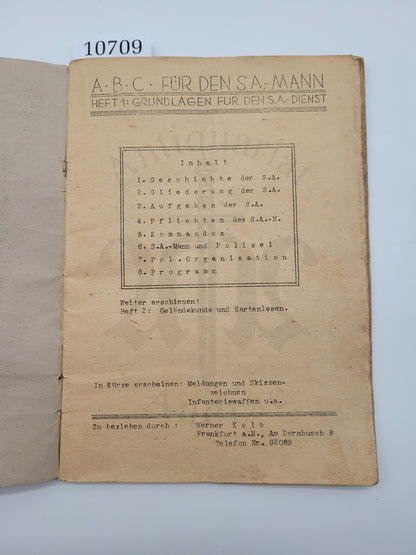 10709
A·B·C· FÜR DEN S.A.-MANN
HEFT 1: GRUNDLAGEN FÜR DEN S.A.-DIENST
Inhalt
1. Geschichte der S.A.
2. Gliederung der S.A.
3. Aufgaben der S.A.
4. Pflichten des S.A.-M.
5. Kommandos
6. S.A.-Mann und Polizei
7. Pol. Organisation
8. Programm
Weiter erschienen:
Heft 2: Geländekunde und Kartenlesen.
In Kürze erscheinen: Meldungen und Skizzen-
zeichnen
Infanteriewaffen u.a.
Zu beziehen durch : Werner Kolb
Frankfurt a.M., Am Dornbusch 8
Telefon Nr. 92089
Antiquariat